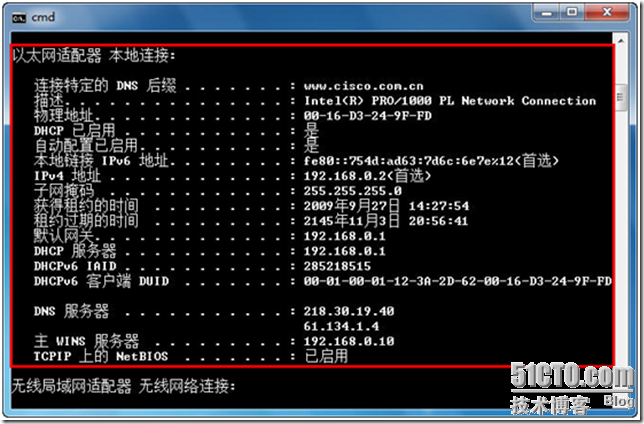 cmd
以太网适配器 本地连接:
连接特定的 DNS 后缀 . . . . . . . : www.cisco.com.cn
描述. . . . . . . . . . . . . . . : Intel(R) PRO/1000 PL Network Connection
物理地址. . . . . . . . . . . . . : 00-16-D3-24-9F-FD
DHCP 已启用 . . . . . . . . . . . : 是
自动配置已启用. . . . . . . . . . : 是
本地链接 IPv6 地址. . . . . . . . : fe80::754d:ad63:7d6c:6e7e%12(首选)
IPv4 地址 . . . . . . . . . . . . : 192.168.0.2(首选)
子网掩码 . . . . . . . . . . . . : 255.255.255.0
获得租约的时间 . . . . . . . . . : 2009年9月27日 14:27:54
租约过期的时间 . . . . . . . . . : 2145年11月3日 20:56:41
默认网关. . . . . . . . . . . . . : 192.168.0.1
DHCP 服务器 . . . . . . . . . . . : 192.168.0.1
DHCPv6 IAID . . . . . . . . . . . : 285218515
DHCPv6 客户端 DUID . . . . . . . : 00-01-00-01-12-3A-2D-62-00-16-D3-24-9F-FD
DNS 服务器 . . . . . . . . . . . : 218.30.19.40
61.134.1.4
主 WINS 服务器 . . . . . . . . . : 192.168.0.10
TCPIP 上的 NetBIOS . . . . . . . : 已启用
无线局域网适配器 无线网络连接:
51CTO.com
技术博客 Blog